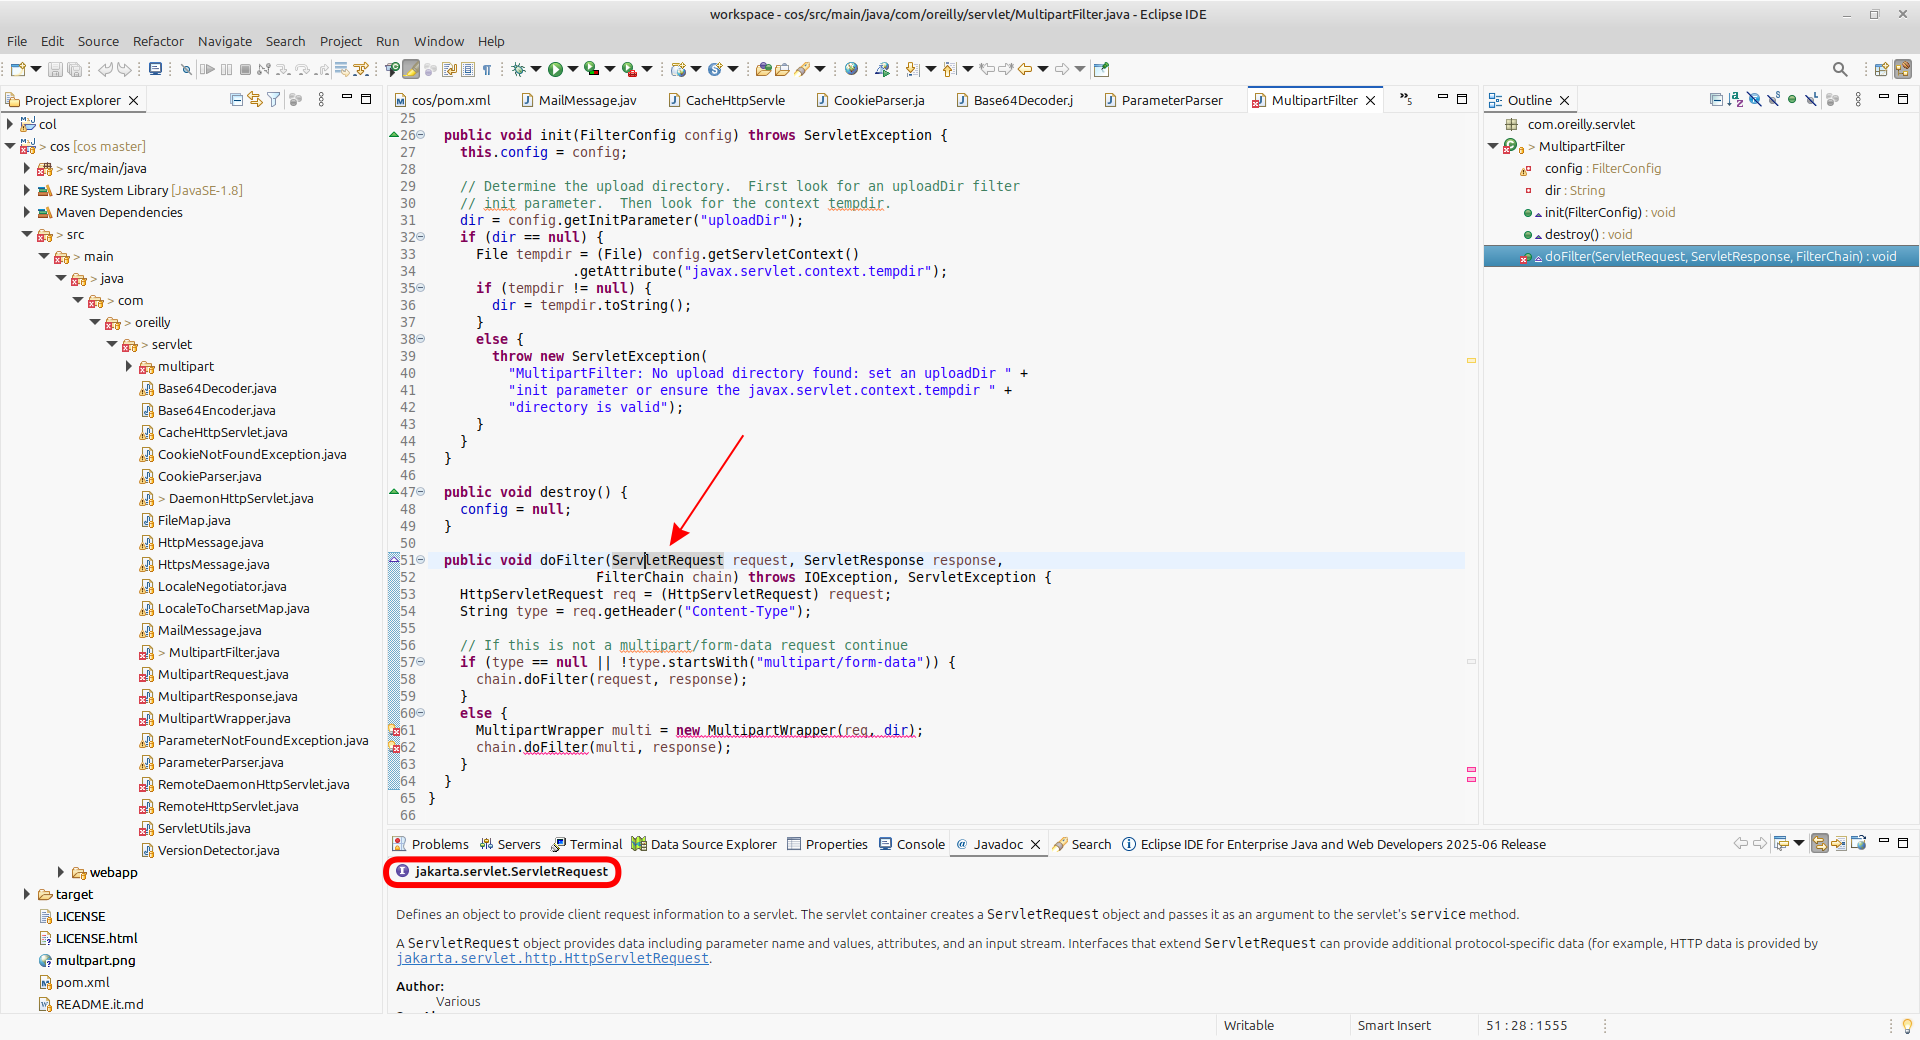 workspace - cos/src/main/java/com/oreilly/servlet/MultipartFilter.java - Eclipse IDE
File Edit Source Refactor Navigate Search Project Run Window Help
Project Explorer
col
> cos [cos master]
> src/main/java
JRE System Library [JavaSE-1.8]
Maven Dependencies
> src
> main
> java
> com
> oreilly
> servlet
multipart
Base64Decoder.java
Base64Encoder.java
CacheHttpServlet.java
CookieNotFoundException.java
CookieParser.java
> DaemonHttpServlet.java
FileMap.java
HttpMessage.java
HttpsMessage.java
LocaleNegotiator.java
LocaleToCharsetMap.java
MailMessage.java
> MultipartFilter.java
MultipartRequest.java
MultipartResponse.java
MultipartWrapper.java
ParameterNotFoundException.java
ParameterParser.java
RemoteDaemonHttpServlet.java
RemoteHttpServlet.java
ServletUtils.java
VersionDetector.java
webapp
target
LICENSE
LICENSE.html
multpart.png
pom.xml
README.it.md
cos/pom.xml MailMessage.jav CacheHttpServle CookieParser.ja Base64Decoder.j ParameterParser MultipartFilter »5
25
26 public void init(FilterConfig config) throws ServletException {
27 this.config = config;
28
29 // Determine the upload directory.  First look for an uploadDir filter
30 // init parameter.  Then look for the context tempdir.
31 dir = config.getInitParameter("uploadDir");
32 if (dir == null) {
33 File tempdir = (File) config.getServletContext()
34 .getAttribute("javax.servlet.context.tempdir");
35 if (tempdir != null) {
36 dir = tempdir.toString();
37 }
38 else {
39 throw new ServletException(
40 "MultipartFilter: No upload directory found: set an uploadDir " +
41 "init parameter or ensure the javax.servlet.context.tempdir " +
42 "directory is valid");
43 }
44 }
45 }
46
47 public void destroy() {
48 config = null;
49 }
50
51 public void doFilter(ServletRequest request, ServletResponse response,
52 FilterChain chain) throws IOException, ServletException {
53 HttpServletRequest req = (HttpServletRequest) request;
54 String type = req.getHeader("Content-Type");
55
56 // If this is not a multipart/form-data request continue
57 if (type == null || !type.startsWith("multipart/form-data")) {
58 chain.doFilter(request, response);
59 }
60 else {
61 MultipartWrapper multi = new MultipartWrapper(req, dir);
62 chain.doFilter(multi, response);
63 }
64 }
65 }
66
Outline
com.oreilly.servlet
> MultipartFilter
config : FilterConfig
dir : String
init(FilterConfig) : void
destroy() : void
doFilter(ServletRequest, ServletResponse, FilterChain) : void
Problems Servers Terminal Data Source Explorer Properties Console @ Javadoc Search Eclipse IDE for Enterprise Java and Web Developers 2025-06 Release
jakarta.servlet.ServletRequest
Defines an object to provide client request information to a servlet. The servlet container creates a ServletRequest object and passes it as an argument to the servlet's service method.
A ServletRequest object provides data including parameter name and values, attributes, and an input stream. Interfaces that extend ServletRequest can provide additional protocol-specific data (for example, HTTP data is provided by
jakarta.servlet.http.HttpServletRequest.
Author:
Various
Writable Smart Insert 51 : 28 : 1555